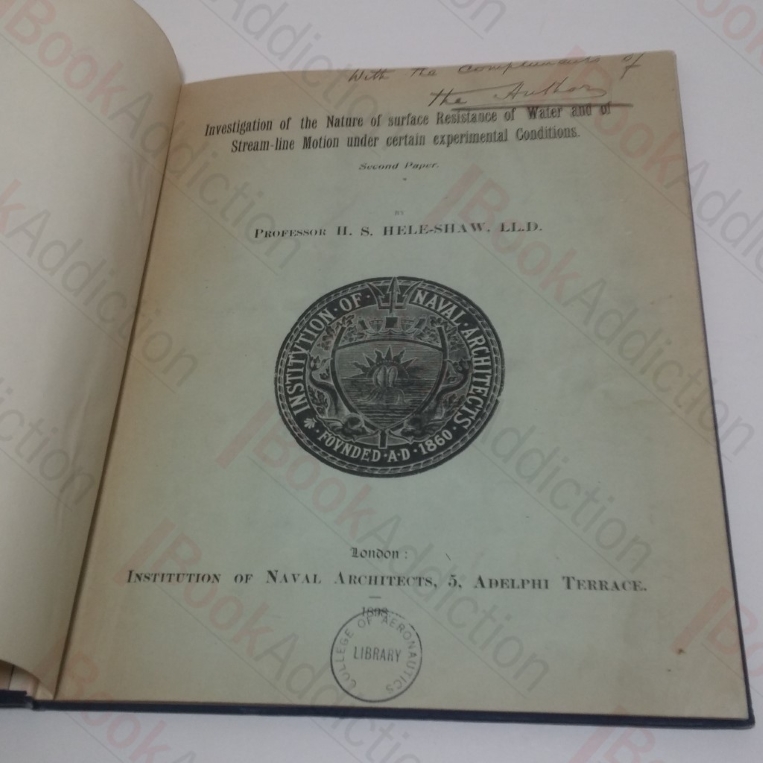 With the compliments of
the Author
Investigation of the Nature of surface Resistance of Water and of
Stream-line Motion under certain experimental Conditions.
Second Paper.
BY
PROFESSOR H. S. HELE-SHAW, LL.D.
INSTITVTION · OF · NAVAL · ARCHITECTS ·
FOVNDED · A·D · 1860 ·
London:
INSTITUTION OF NAVAL ARCHITECTS, 5, ADELPHI TERRACE.
1898
COLLEGE OF AERONAUTICS
LIBRARY
BookAddiction